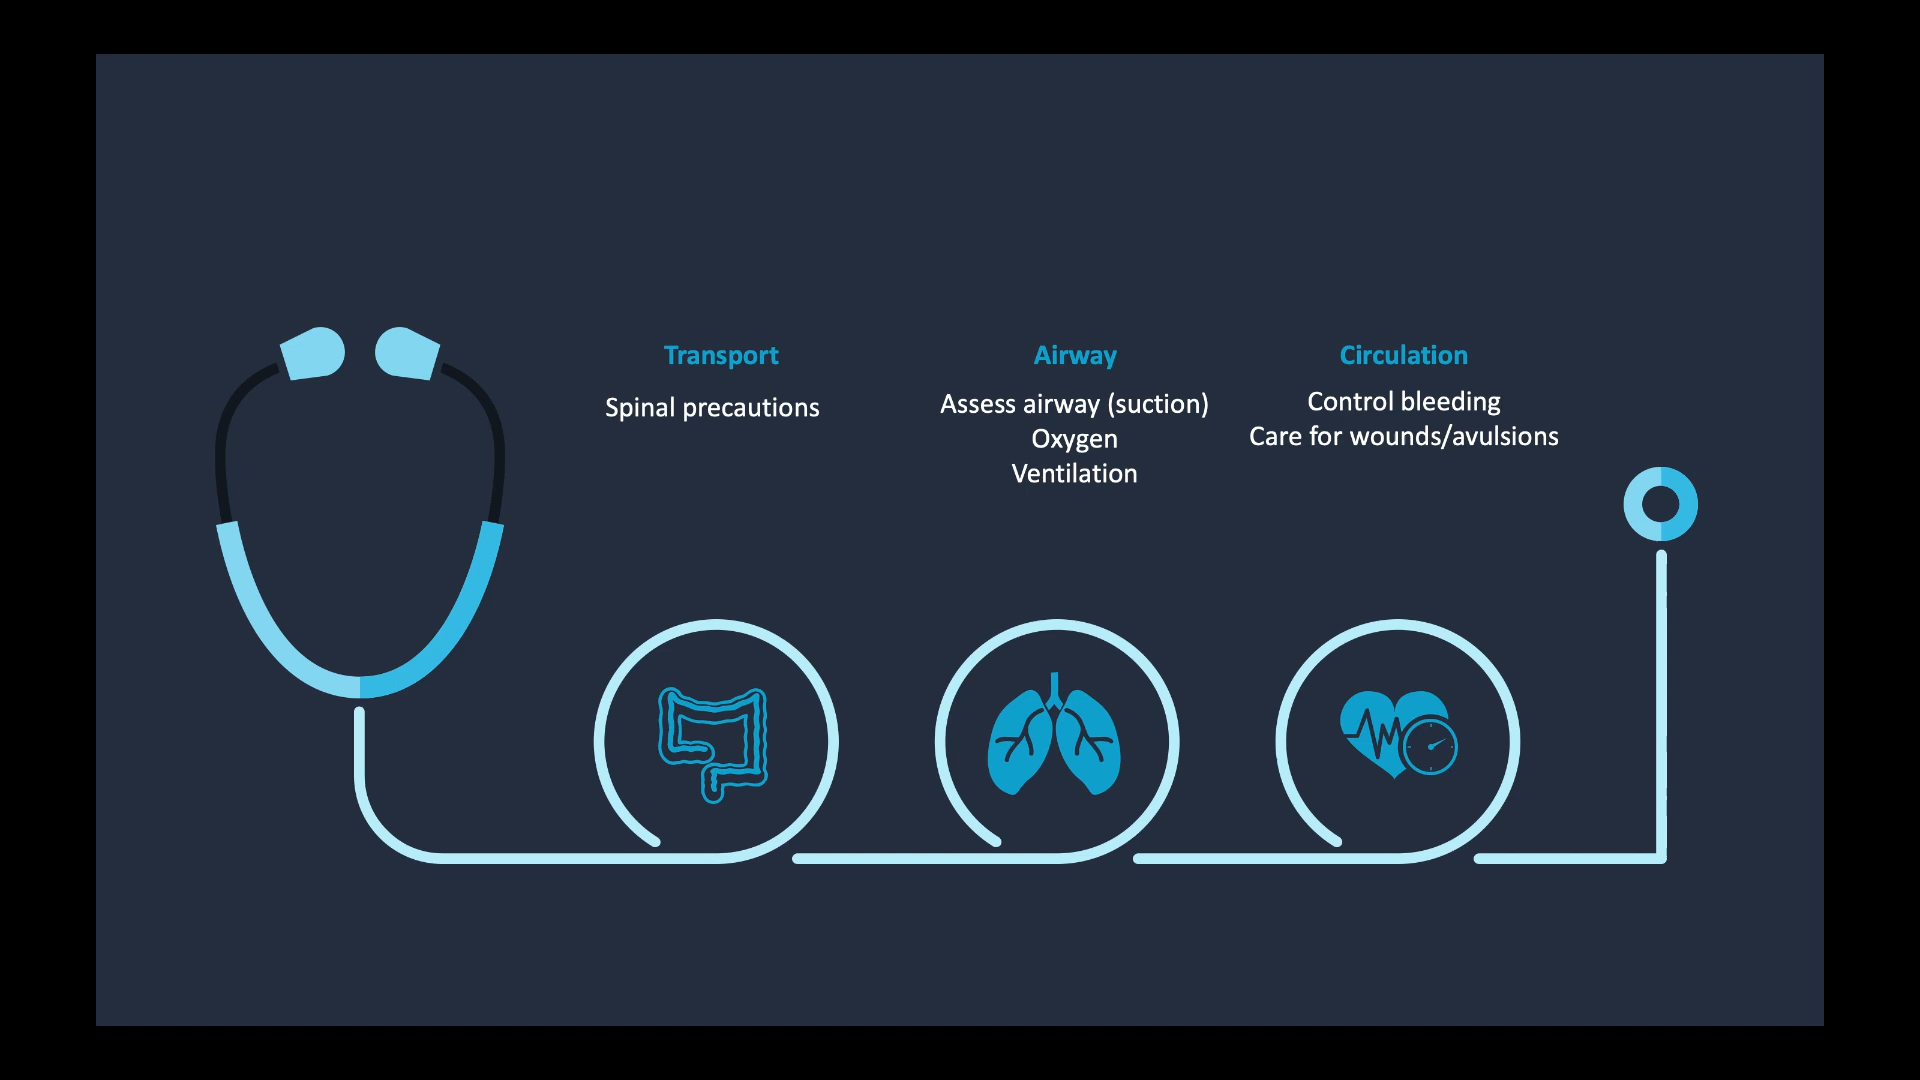 Transport
Spinal precautions
Airway
Assess airway (suction)
Oxygen
Ventilation
Circulation
Control bleeding
Care for wounds/avulsions